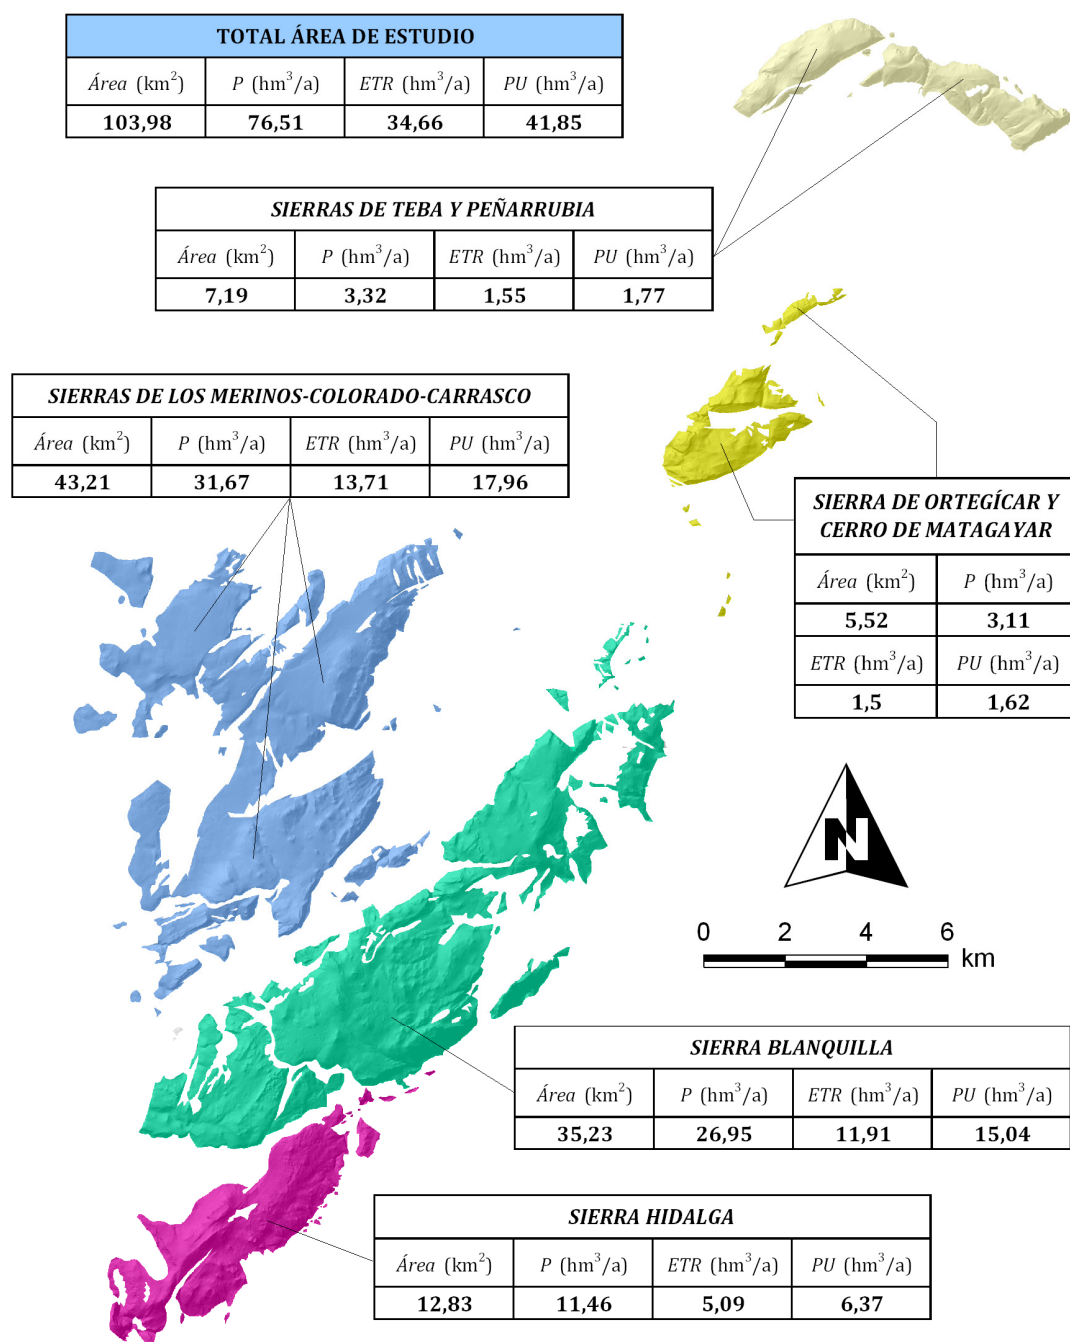 TOTAL ÁREA DE ESTUDIO
Área (km²) P (hm³/a) ETR (hm³/a) PU (hm³/a)
103,98 76,51 34,66 41,85
SIERRAS DE TEBA Y PEÑARRUBIA
Área (km²) P (hm³/a) ETR (hm³/a) PU (hm³/a)
7,19 3,32 1,55 1,77
SIERRAS DE LOS MERINOS-COLORADO-CARRASCO
Área (km²) P (hm³/a) ETR (hm³/a) PU (hm³/a)
43,21 31,67 13,71 17,96
SIERRA DE ORTEGÍCAR Y
CERRO DE MATAGAYAR
Área (km²) P (hm³/a)
5,52 3,11
ETR (hm³/a) PU (hm³/a)
1,5 1,62
N
0 2 4 6
km
SIERRA BLANQUILLA
Área (km²) P (hm³/a) ETR (hm³/a) PU (hm³/a)
35,23 26,95 11,91 15,04
SIERRA HIDALGA
Área (km²) P (hm³/a) ETR (hm³/a) PU (hm³/a)
12,83 11,46 5,09 6,37